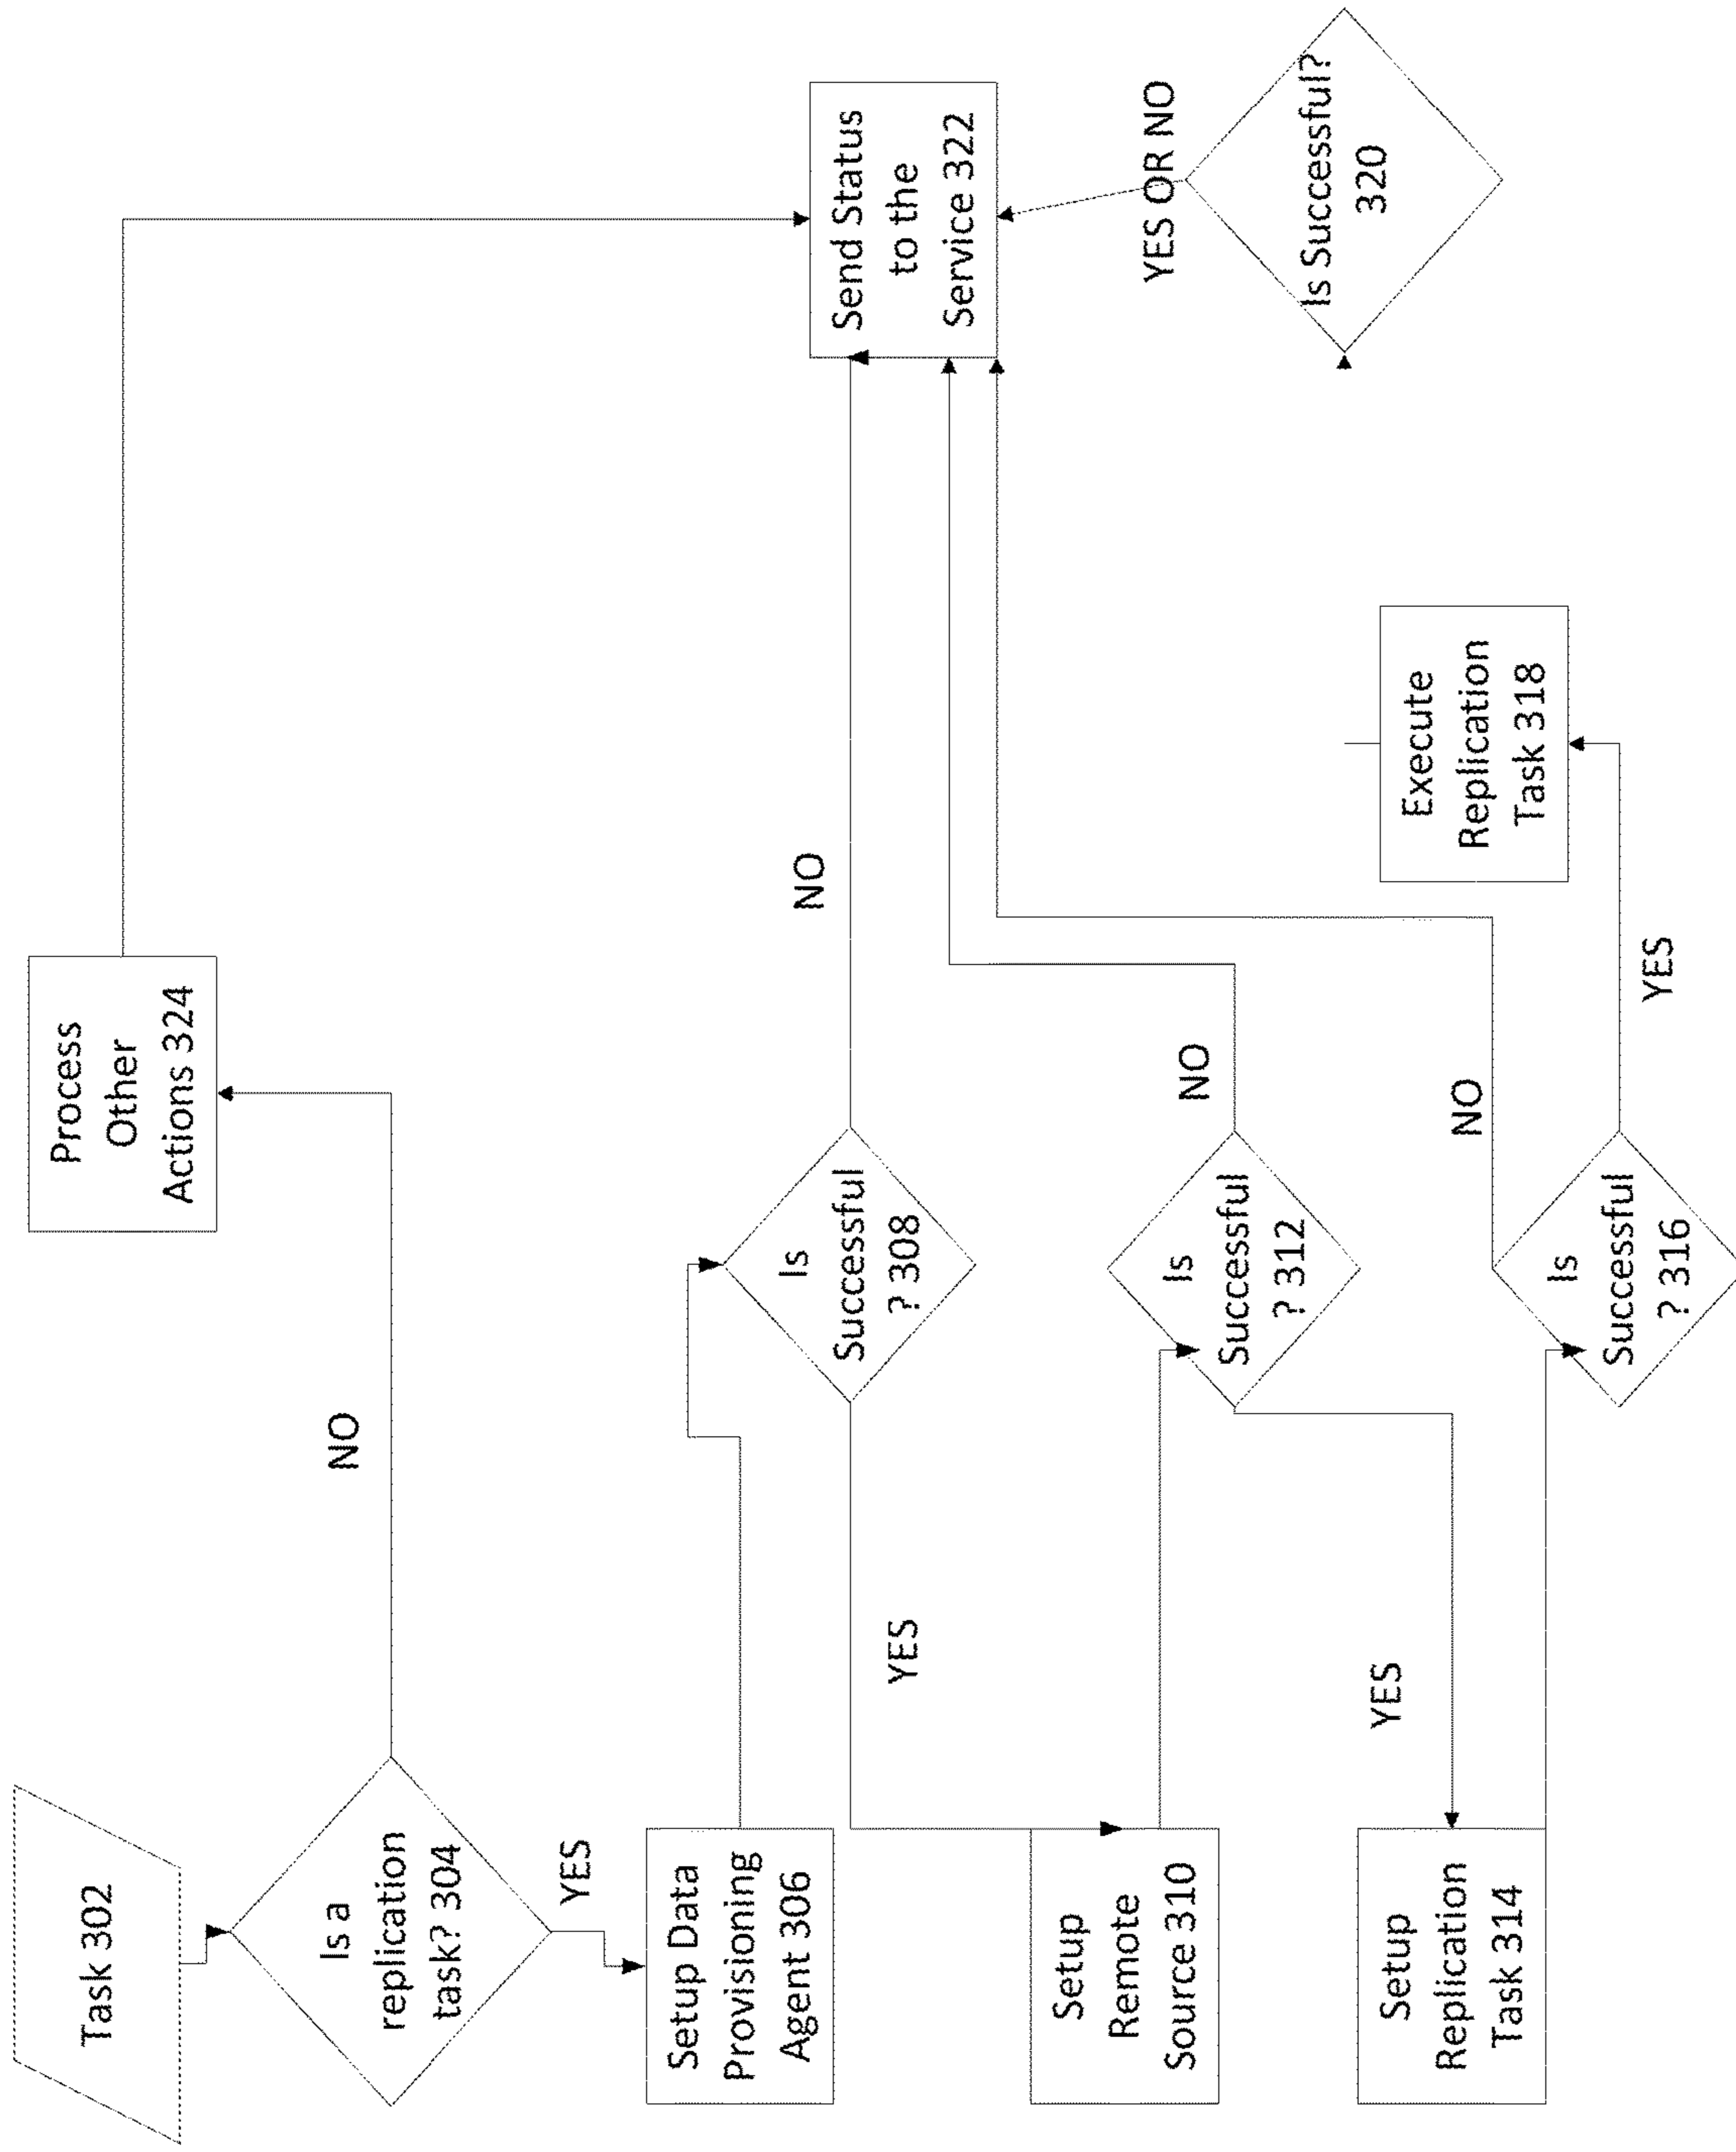 Task 302
Is a
replication
task? 304
NO
YES
Process
Other
Actions 324
Setup Data
Provisioning
Agent 306
Is
Successful
? 308
NO
YES
Send Status
to the
Service 322
Setup
Remote
Source 310
Is
Successful
? 312
NO
YES
YES OR NO
Setup
Replication
Task 314
Is
Successful
? 316
NO
YES
Execute
Replication
Task 318
Is Successful?
320